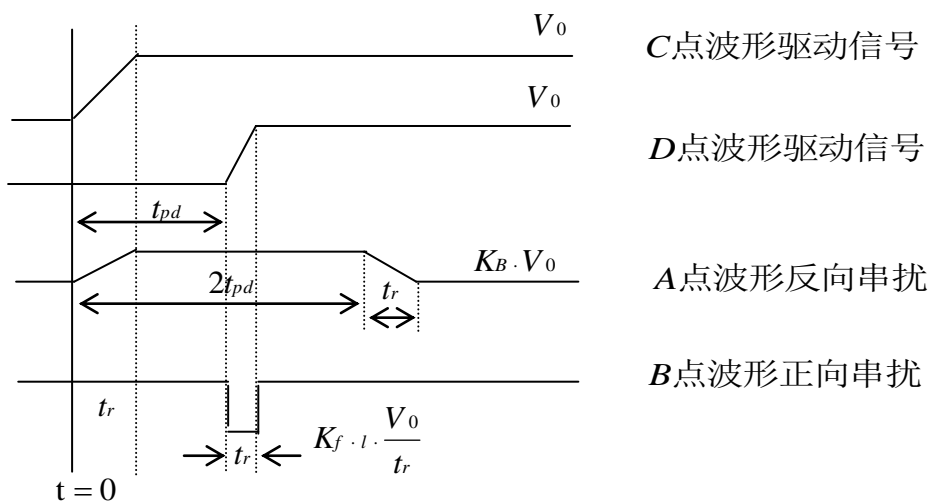 V0
C点波形驱动信号
V0
D点波形驱动信号
tpd
KB · V0
A点波形反向串扰
2tpd
tr
B点波形正向串扰
tr
tr
Kf · l · V0/tr
t = 0